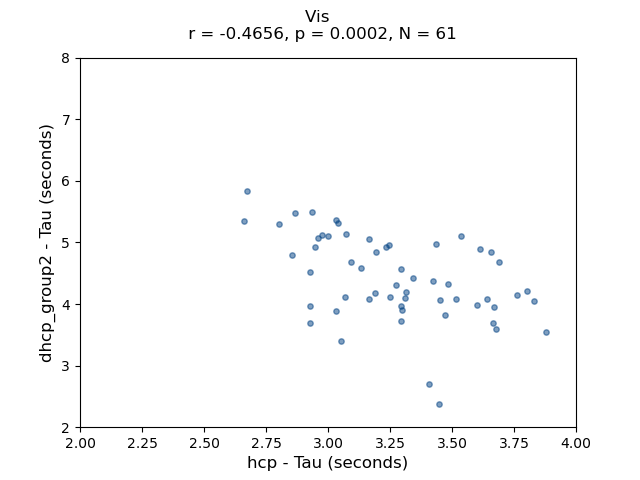 Vis
r = -0.4656, p = 0.0002, N = 61
8
7
6
5
4
3
2
dhcp_group2 - Tau (seconds)
2.00 2.25 2.50 2.75 3.00 3.25 3.50 3.75 4.00
hcp - Tau (seconds)